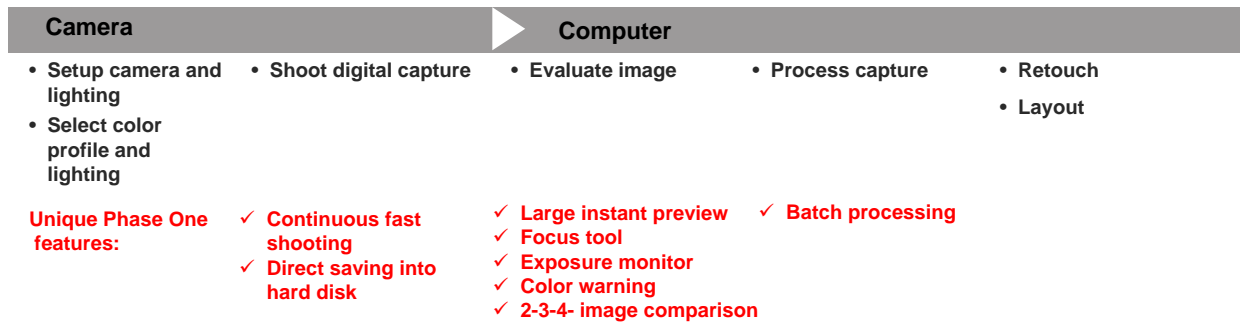 Camera
Computer
• Setup camera and
lighting
• Select color
profile and
lighting
• Shoot digital capture
• Evaluate image
• Process capture
• Retouch
• Layout
Unique Phase One
features:
✓ Continuous fast
shooting
✓ Direct saving into
hard disk
✓ Large instant preview
✓ Focus tool
✓ Exposure monitor
✓ Color warning
✓ 2-3-4- image comparison
✓ Batch processing